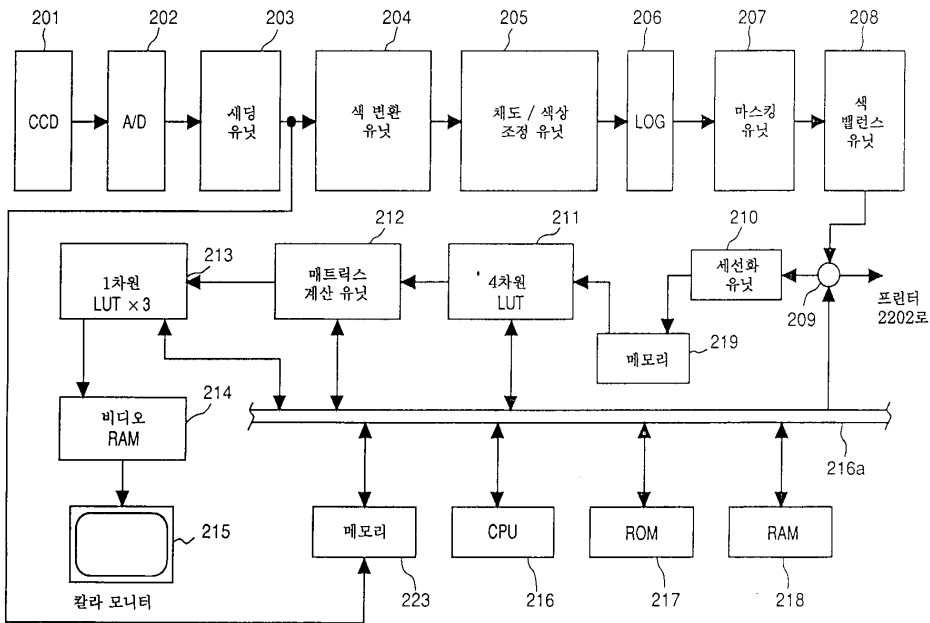 201
202
203
204
205
206
207
208
CCD
A/D
세딩
유닛
색 변환
유닛
채도 / 색상
조정 유닛
LOG
마스킹
유닛
색
밸런스
유닛
213
1차원
LUT × 3
212
매트릭스
계산 유닛
211
4차원
LUT
210
세선화
유닛
209
프린터
2202로
메모리
219
비디오
RAM
214
216a
215
칼라 모니터
메모리
223
CPU
216
ROM
217
RAM
218